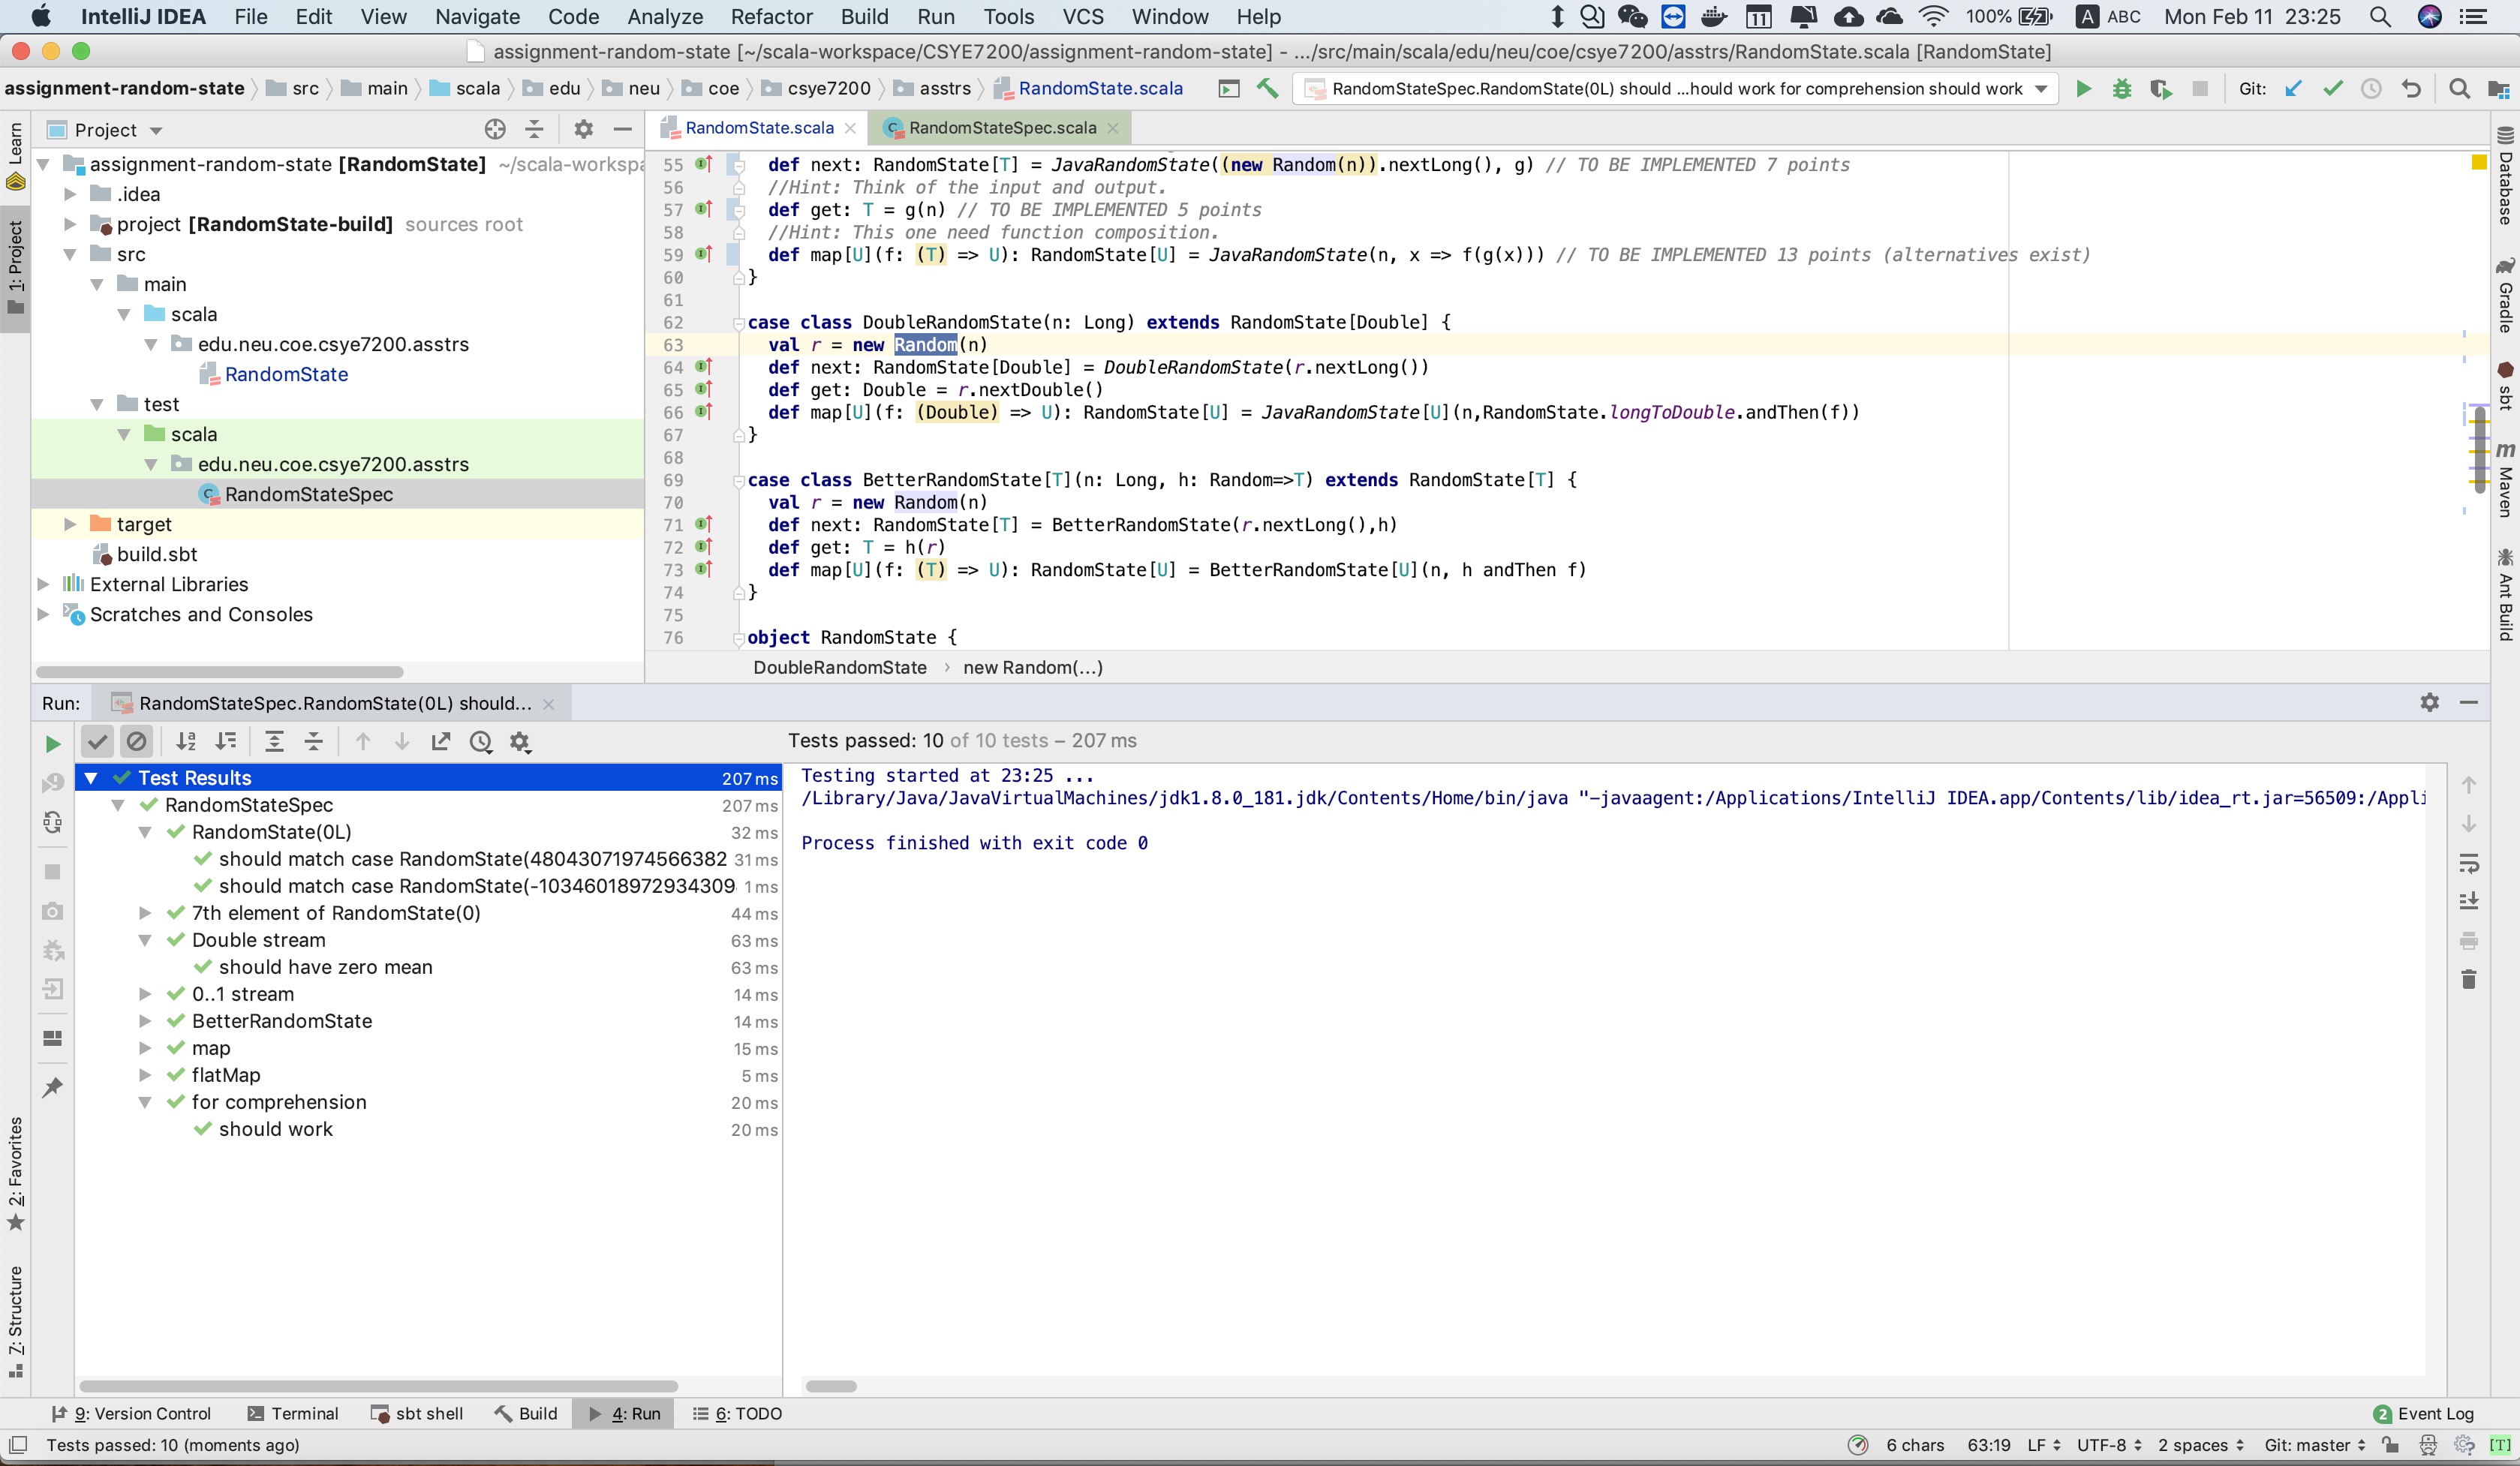 IntelliJ IDEA File Edit View Navigate Code Analyze Refactor Build Run Tools VCS Window Help 11 100% A ABC Mon Feb 11 23:25
assignment-random-state [~/scala-workspace/CSYE7200/assignment-random-state] - .../src/main/scala/edu/neu/coe/csye7200/asstrs/RandomState.scala [RandomState]
assignment-random-state src main scala edu neu coe csye7200 asstrs RandomState.scala RandomStateSpec.RandomState(0L) should ...hould work for comprehension should work Git:
Learn
1: Project
Project
assignment-random-state [RandomState] ~/scala-workspa
.idea
project [RandomState-build] sources root
src
main
scala
edu.neu.coe.csye7200.asstrs
RandomState
test
scala
edu.neu.coe.csye7200.asstrs
RandomStateSpec
target
build.sbt
External Libraries
Scratches and Consoles
RandomState.scala RandomStateSpec.scala
55 def next: RandomState[T] = JavaRandomState((new Random(n)).nextLong(), g) // TO BE IMPLEMENTED 7 points
56 //Hint: Think of the input and output.
57 def get: T = g(n) // TO BE IMPLEMENTED 5 points
58 //Hint: This one need function composition.
59 def map[U](f: (T) => U): RandomState[U] = JavaRandomState(n, x => f(g(x))) // TO BE IMPLEMENTED 13 points (alternatives exist)
60 }
61
62 case class DoubleRandomState(n: Long) extends RandomState[Double] {
63 val r = new Random(n)
64 def next: RandomState[Double] = DoubleRandomState(r.nextLong())
65 def get: Double = r.nextDouble()
66 def map[U](f: (Double) => U): RandomState[U] = JavaRandomState[U](n,RandomState.longToDouble.andThen(f))
67 }
68
69 case class BetterRandomState[T](n: Long, h: Random=>T) extends RandomState[T] {
70 val r = new Random(n)
71 def next: RandomState[T] = BetterRandomState(r.nextLong(),h)
72 def get: T = h(r)
73 def map[U](f: (T) => U): RandomState[U] = BetterRandomState[U](n, h andThen f)
74 }
75
76 object RandomState {
DoubleRandomState › new Random(...)
Database
Gradle
sbt
m Maven
Ant Build
Run: RandomStateSpec.RandomState(0L) should...
Tests passed: 10 of 10 tests – 207 ms
Test Results 207 ms
RandomStateSpec 207 ms
RandomState(0L) 32 ms
should match case RandomState(48043071974566382 31 ms
should match case RandomState(-10346018972934309 1 ms
7th element of RandomState(0) 44 ms
Double stream 63 ms
should have zero mean 63 ms
0..1 stream 14 ms
BetterRandomState 14 ms
map 15 ms
flatMap 5 ms
for comprehension 20 ms
should work 20 ms
Testing started at 23:25 ...
/Library/Java/JavaVirtualMachines/jdk1.8.0_181.jdk/Contents/Home/bin/java "-javaagent:/Applications/IntelliJ IDEA.app/Contents/lib/idea_rt.jar=56509:/Appli
Process finished with exit code 0
2: Favorites
7: Structure
9: Version Control Terminal sbt shell Build 4: Run 6: TODO 2 Event Log
Tests passed: 10 (moments ago) 6 chars 63:19 LF UTF-8 2 spaces Git: master [T]